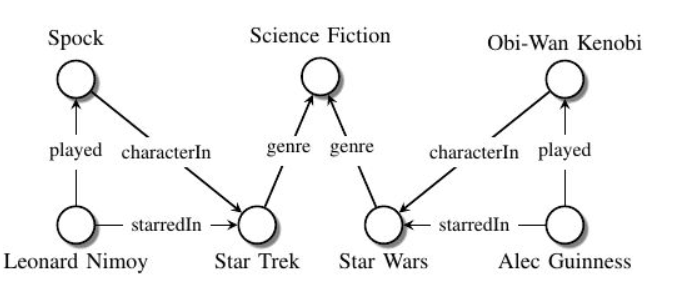 Spock
Science Fiction
Obi-Wan Kenobi
played
characterIn
genre
genre
characterIn
played
starredIn
starredIn
Leonard Nimoy
Star Trek
Star Wars
Alec Guinness